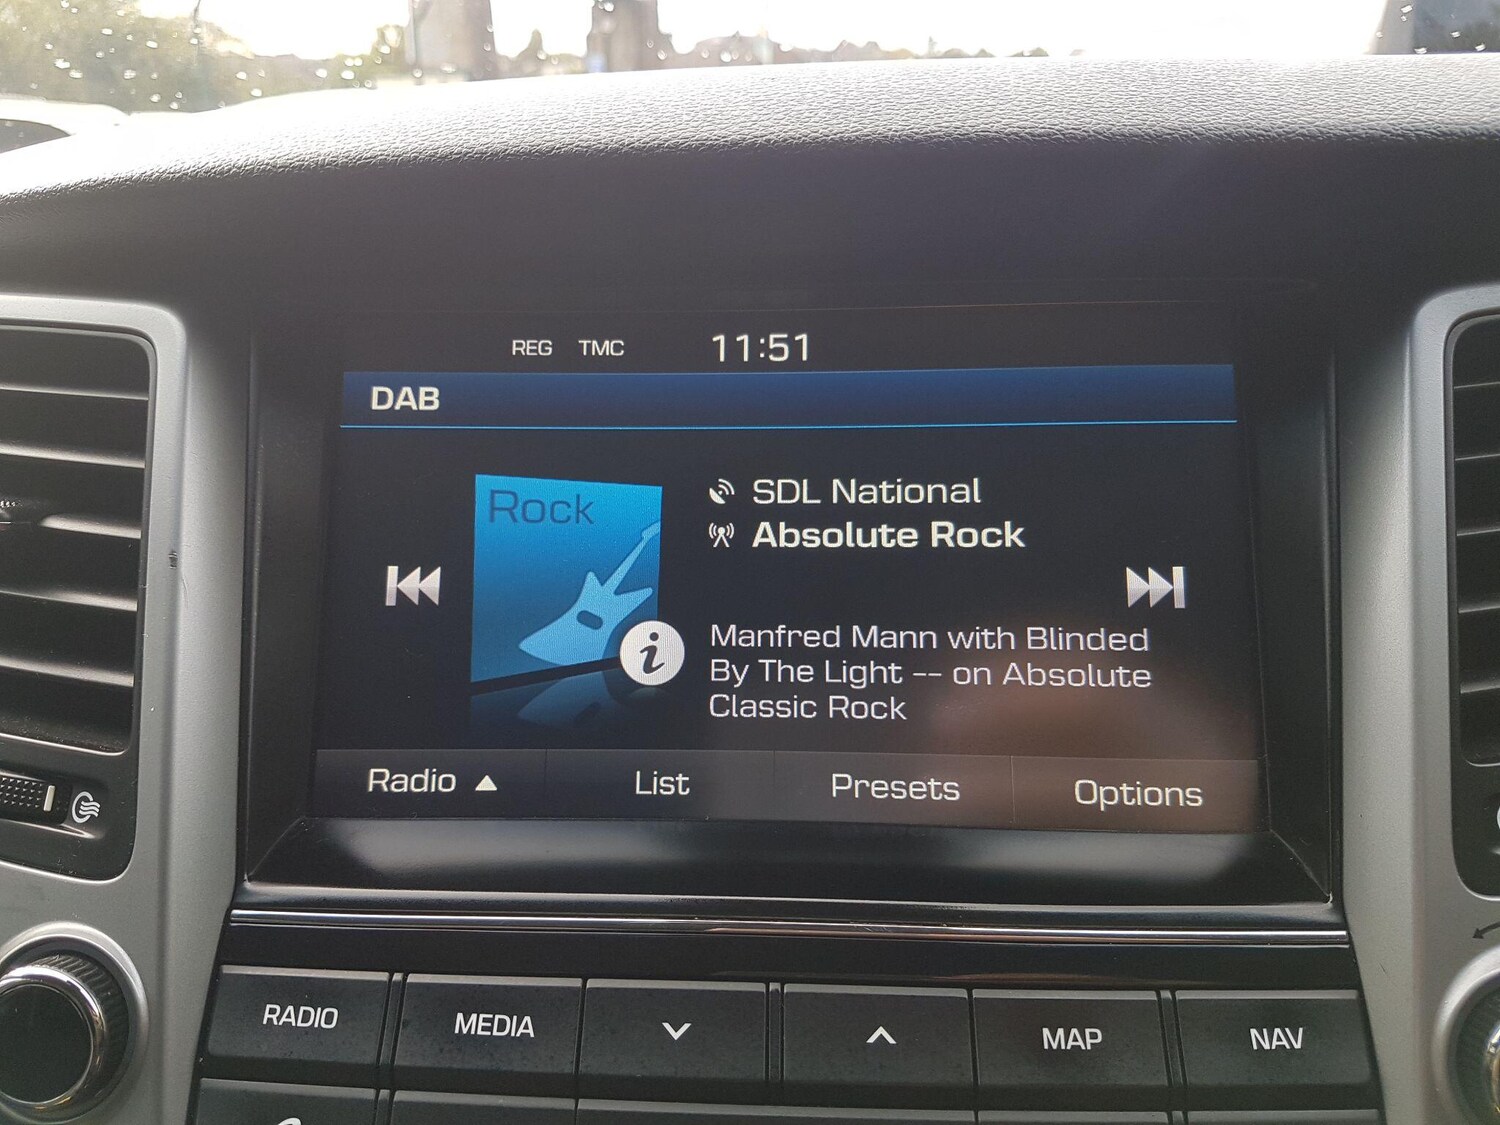 REG TMC 11:51
DAB
Rock
SDL National
Absolute Rock
Manfred Mann with Blinded
By The Light -- on Absolute
Classic Rock
Radio List Presets Options
RADIO MEDIA MAP NAV